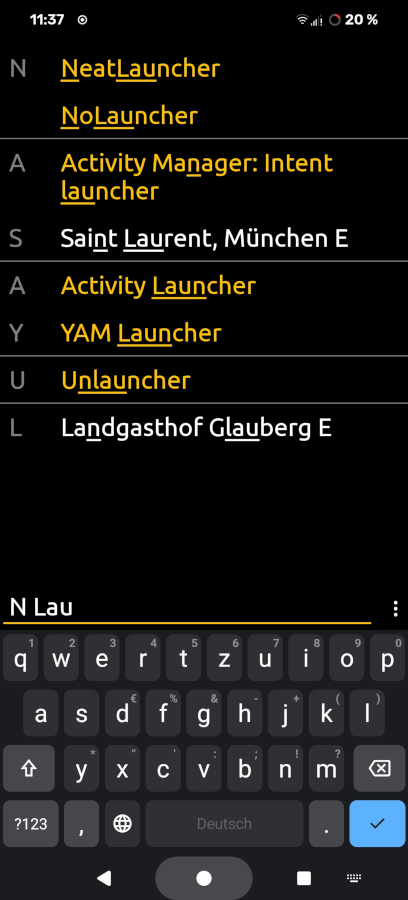 11:37 20 %
N NeatLauncher
NoLauncher
A Activity Manager: Intent
launcher
S Saint Laurent, München E
A Activity Launcher
Y YAM Launcher
U Unlauncher
L Landgasthof Glauberg E
N Lau
1 2 3 4 5 6 7 8 9 0
q w e r t z u i o p
€ % & - + ( )
a s d f g h j k l
* " ' : ; ! ?
y x c v b n m
?123 , Deutsch .